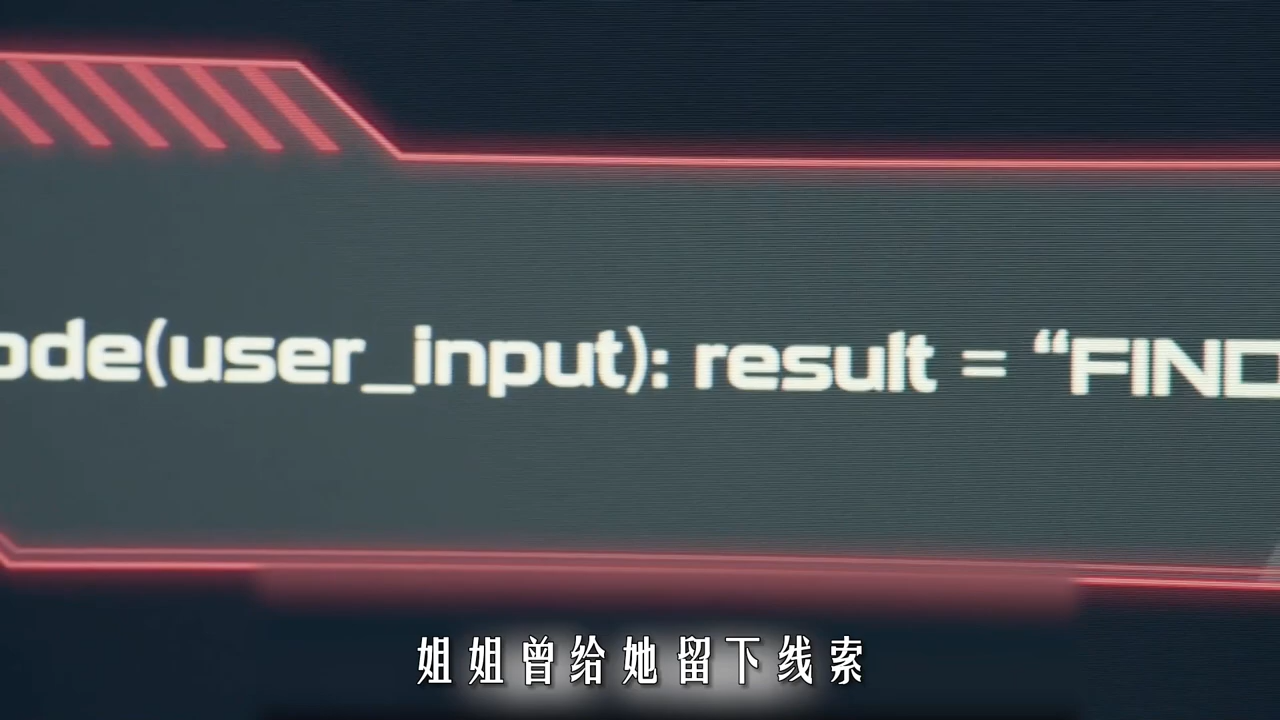 ode(user_input): result = “FIND
姐姐曾给她留下线索